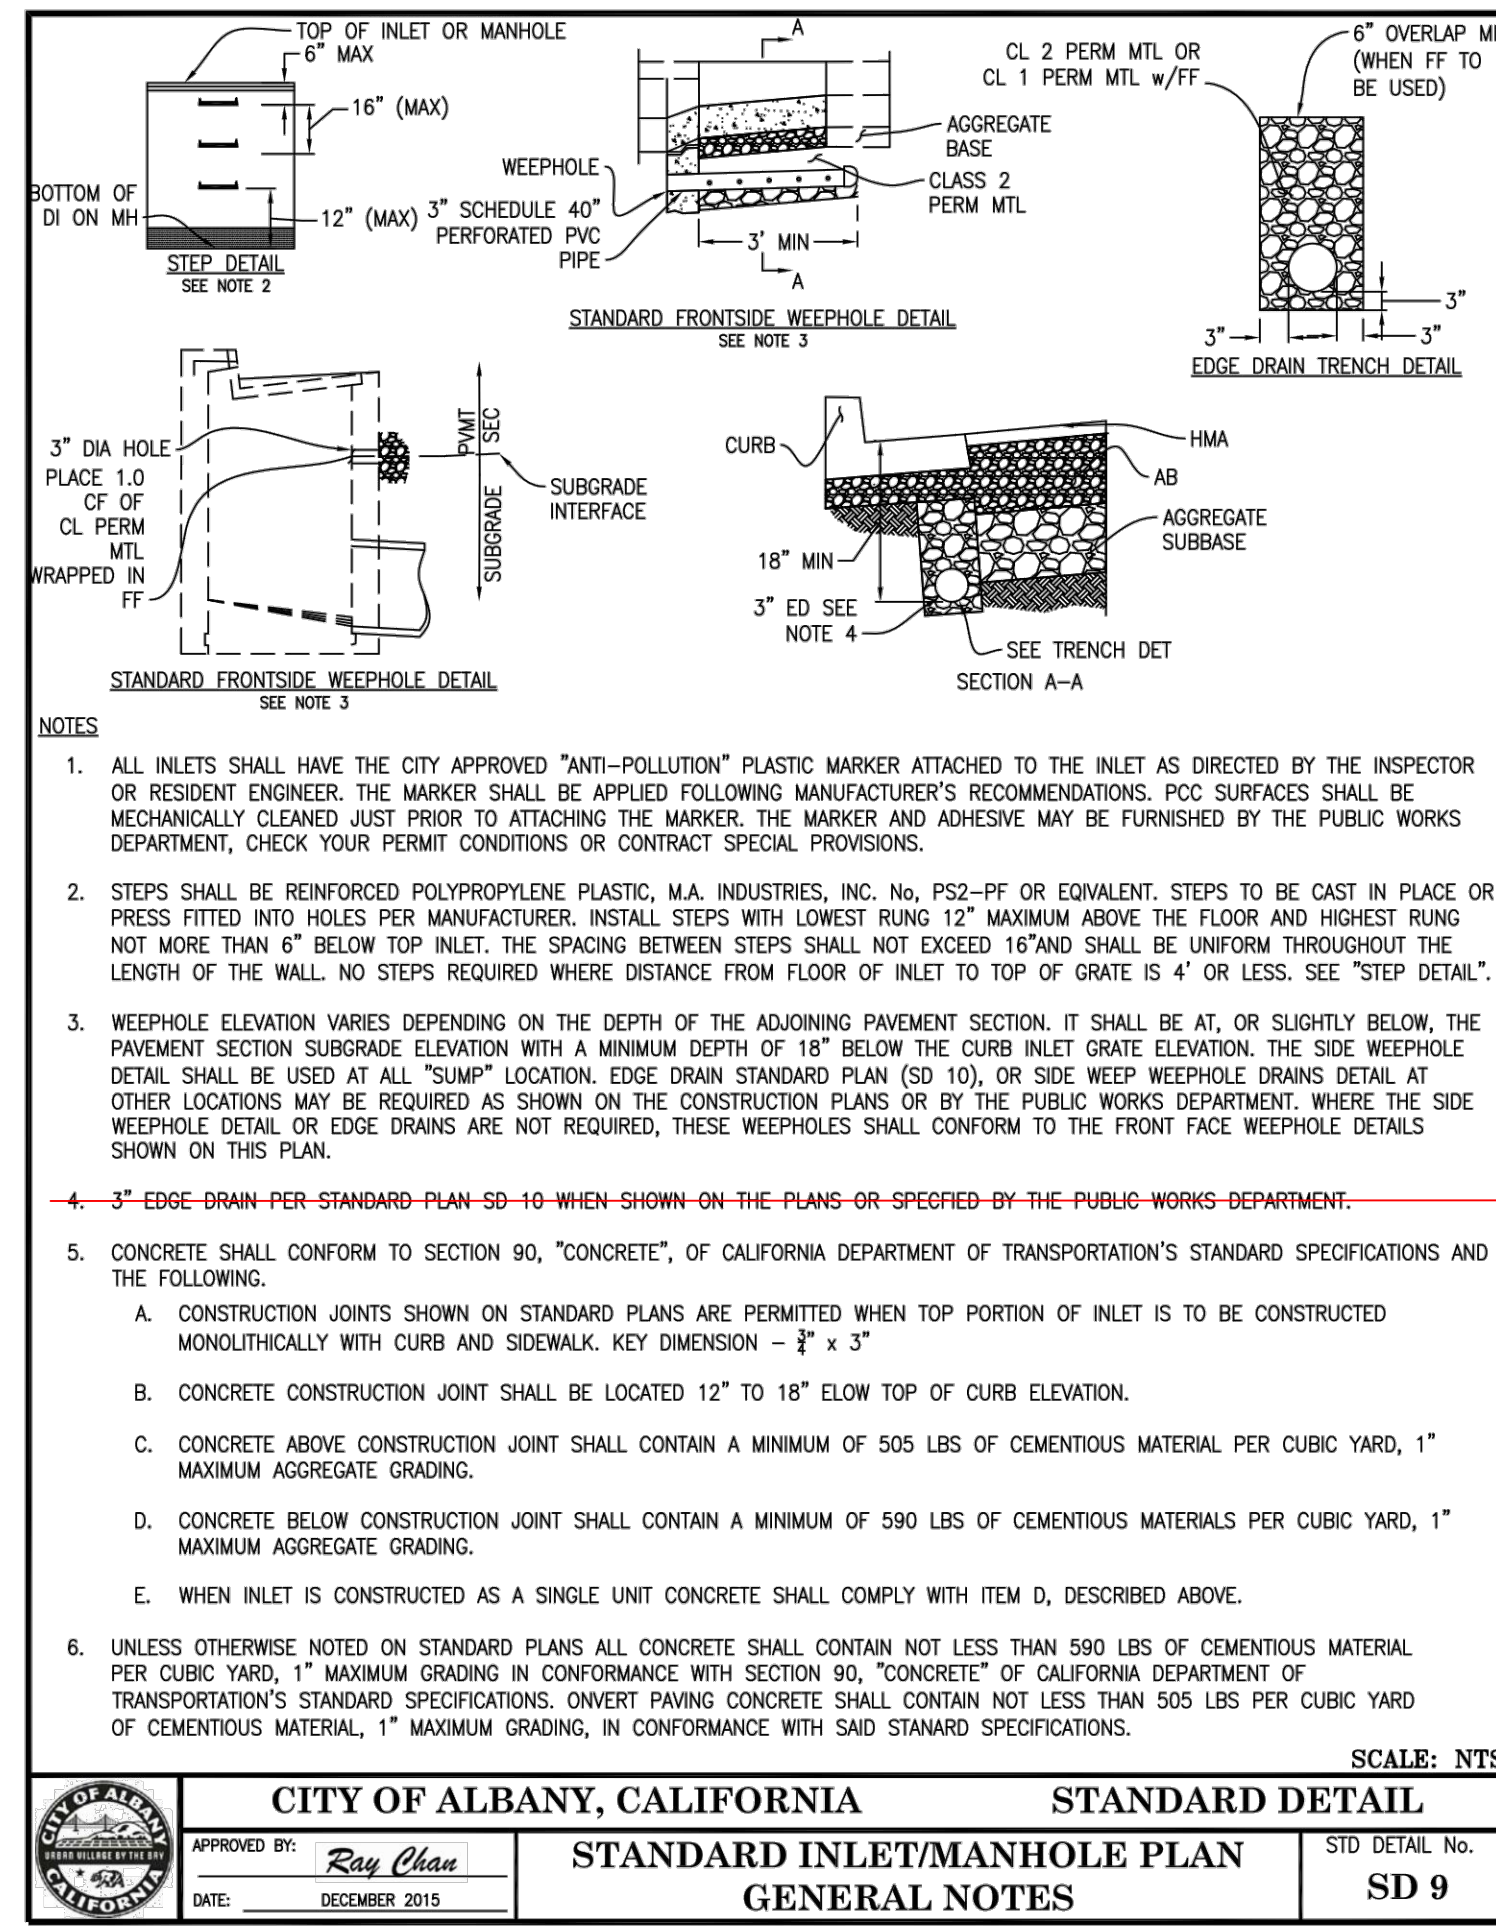 TOP OF INLET OR MANHOLE
6" MAX
16" (MAX)
BOTTOM OF
DI ON MH
12" (MAX)
STEP DETAIL
SEE NOTE 2
A
WEEPHOLE
3" SCHEDULE 40"
PERFORATED PVC
PIPE
AGGREGATE
BASE
CLASS 2
PERM MTL
3' MIN
A
STANDARD FRONTSIDE WEEPHOLE DETAIL
SEE NOTE 3
CL 2 PERM MTL OR
CL 1 PERM MTL w/FF
6" OVERLAP
(WHEN FF TO
BE USED)
3"
3"
3"
EDGE DRAIN TRENCH DETAIL
3" DIA HOLE
PLACE 1.0
CF OF
CL PERM
MTL
WRAPPED IN
FF
PVMT
SEC
SUBGRADE
SUBGRADE
INTERFACE
STANDARD FRONTSIDE WEEPHOLE DETAIL
SEE NOTE 3
CURB
HMA
AB
AGGREGATE
SUBBASE
18" MIN
3" ED SEE
NOTE 4
SEE TRENCH DET
SECTION A-A
NOTES
1. ALL INLETS SHALL HAVE THE CITY APPROVED "ANTI-POLLUTION" PLASTIC MARKER ATTACHED TO THE INLET AS DIRECTED BY THE INSPECTOR
OR RESIDENT ENGINEER. THE MARKER SHALL BE APPLIED FOLLOWING MANUFACTURER'S RECOMMENDATIONS. PCC SURFACES SHALL BE
MECHANICALLY CLEANED JUST PRIOR TO ATTACHING THE MARKER. THE MARKER AND ADHESIVE MAY BE FURNISHED BY THE PUBLIC WORKS
DEPARTMENT, CHECK YOUR PERMIT CONDITIONS OR CONTRACT SPECIAL PROVISIONS.
2. STEPS SHALL BE REINFORCED POLYPROPYLENE PLASTIC, M.A. INDUSTRIES, INC. No, PS2-PF OR EQIVALENT. STEPS TO BE CAST IN PLACE OR
PRESS FITTED INTO HOLES PER MANUFACTURER. INSTALL STEPS WITH LOWEST RUNG 12" MAXIMUM ABOVE THE FLOOR AND HIGHEST RUNG
NOT MORE THAN 6" BELOW TOP INLET. THE SPACING BETWEEN STEPS SHALL NOT EXCEED 16"AND SHALL BE UNIFORM THROUGHOUT THE
LENGTH OF THE WALL. NO STEPS REQUIRED WHERE DISTANCE FROM FLOOR OF INLET TO TOP OF GRATE IS 4' OR LESS. SEE "STEP DETAIL".
3. WEEPHOLE ELEVATION VARIES DEPENDING ON THE DEPTH OF THE ADJOINING PAVEMENT SECTION. IT SHALL BE AT, OR SLIGHTLY BELOW, THE
PAVEMENT SECTION SUBGRADE ELEVATION WITH A MINIMUM DEPTH OF 18" BELOW THE CURB INLET GRATE ELEVATION. THE SIDE WEEPHOLE
DETAIL SHALL BE USED AT ALL "SUMP" LOCATION. EDGE DRAIN STANDARD PLAN (SD 10), OR SIDE WEEP WEEPHOLE DRAINS DETAIL AT
OTHER LOCATIONS MAY BE REQUIRED AS SHOWN ON THE CONSTRUCTION PLANS OR BY THE PUBLIC WORKS DEPARTMENT. WHERE THE SIDE
WEEPHOLE DETAIL OR EDGE DRAINS ARE NOT REQUIRED, THESE WEEPHOLES SHALL CONFORM TO THE FRONT FACE WEEPHOLE DETAILS
SHOWN ON THIS PLAN.
4. 3" EDGE DRAIN PER STANDARD PLAN SD 10 WHEN SHOWN ON THE PLANS OR SPECFIED BY THE PUBLIC WORKS DEPARTMENT.
5. CONCRETE SHALL CONFORM TO SECTION 90, "CONCRETE", OF CALIFORNIA DEPARTMENT OF TRANSPORTATION'S STANDARD SPECIFICATIONS AND
THE FOLLOWING.
A. CONSTRUCTION JOINTS SHOWN ON STANDARD PLANS ARE PERMITTED WHEN TOP PORTION OF INLET IS TO BE CONSTRUCTED
MONOLITHICALLY WITH CURB AND SIDEWALK. KEY DIMENSION – ¾" x 3"
B. CONCRETE CONSTRUCTION JOINT SHALL BE LOCATED 12" TO 18" ELOW TOP OF CURB ELEVATION.
C. CONCRETE ABOVE CONSTRUCTION JOINT SHALL CONTAIN A MINIMUM OF 505 LBS OF CEMENTIOUS MATERIAL PER CUBIC YARD, 1"
MAXIMUM AGGREGATE GRADING.
D. CONCRETE BELOW CONSTRUCTION JOINT SHALL CONTAIN A MINIMUM OF 590 LBS OF CEMENTIOUS MATERIALS PER CUBIC YARD, 1"
MAXIMUM AGGREGATE GRADING.
E. WHEN INLET IS CONSTRUCTED AS A SINGLE UNIT CONCRETE SHALL COMPLY WITH ITEM D, DESCRIBED ABOVE.
6. UNLESS OTHERWISE NOTED ON STANDARD PLANS ALL CONCRETE SHALL CONTAIN NOT LESS THAN 590 LBS OF CEMENTIOUS MATERIAL
PER CUBIC YARD, 1" MAXIMUM GRADING IN CONFORMANCE WITH SECTION 90, "CONCRETE" OF CALIFORNIA DEPARTMENT OF
TRANSPORTATION'S STANDARD SPECIFICATIONS. ONVERT PAVING CONCRETE SHALL CONTAIN NOT LESS THAN 505 LBS PER CUBIC YARD
OF CEMENTIOUS MATERIAL, 1" MAXIMUM GRADING, IN CONFORMANCE WITH SAID STANARD SPECIFICATIONS.
SCALE: NTS
CITY OF ALBANY
URBAN VILLAGE BY THE BAY
CALIFORNIA
CITY OF ALBANY, CALIFORNIA STANDARD DETAIL
APPROVED BY: Ray Chan
DATE: DECEMBER 2015
STANDARD INLET/MANHOLE PLAN
GENERAL NOTES
STD DETAIL No.
SD 9